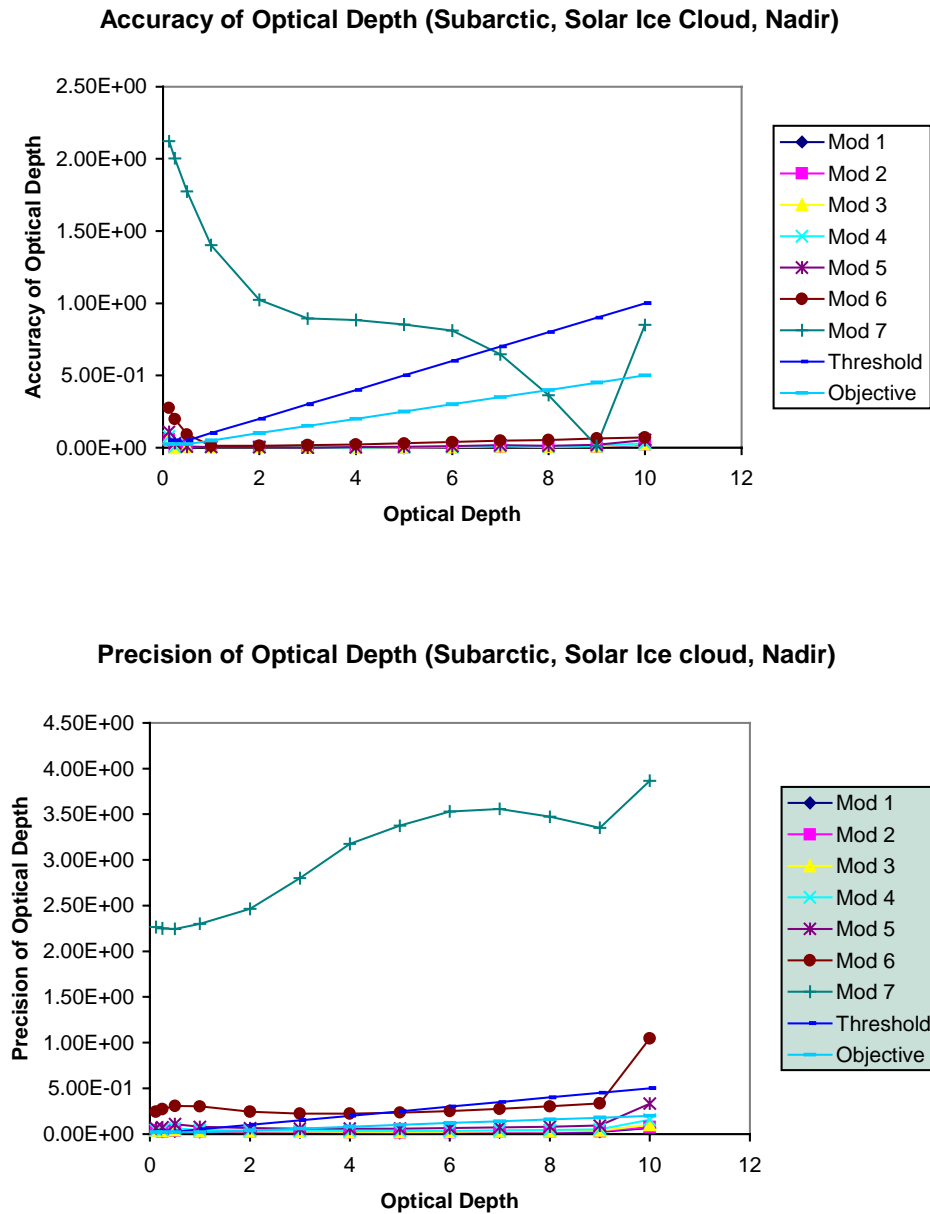 Accuracy of Optical Depth (Subarctic, Solar Ice Cloud, Nadir)
2.50E+00
2.00E+00
1.50E+00
1.00E+00
5.00E-01
0.00E+00
Accuracy of Optical Depth
0 2 4 6 8 10 12
Optical Depth
Mod 1
Mod 2
Mod 3
Mod 4
Mod 5
Mod 6
Mod 7
Threshold
Objective
Precision of Optical Depth (Subarctic, Solar Ice cloud, Nadir)
4.50E+00
4.00E+00
3.50E+00
3.00E+00
2.50E+00
2.00E+00
1.50E+00
1.00E+00
5.00E-01
0.00E+00
Precision of Optical Depth
0 2 4 6 8 10 12
Optical Depth
Mod 1
Mod 2
Mod 3
Mod 4
Mod 5
Mod 6
Mod 7
Threshold
Objective